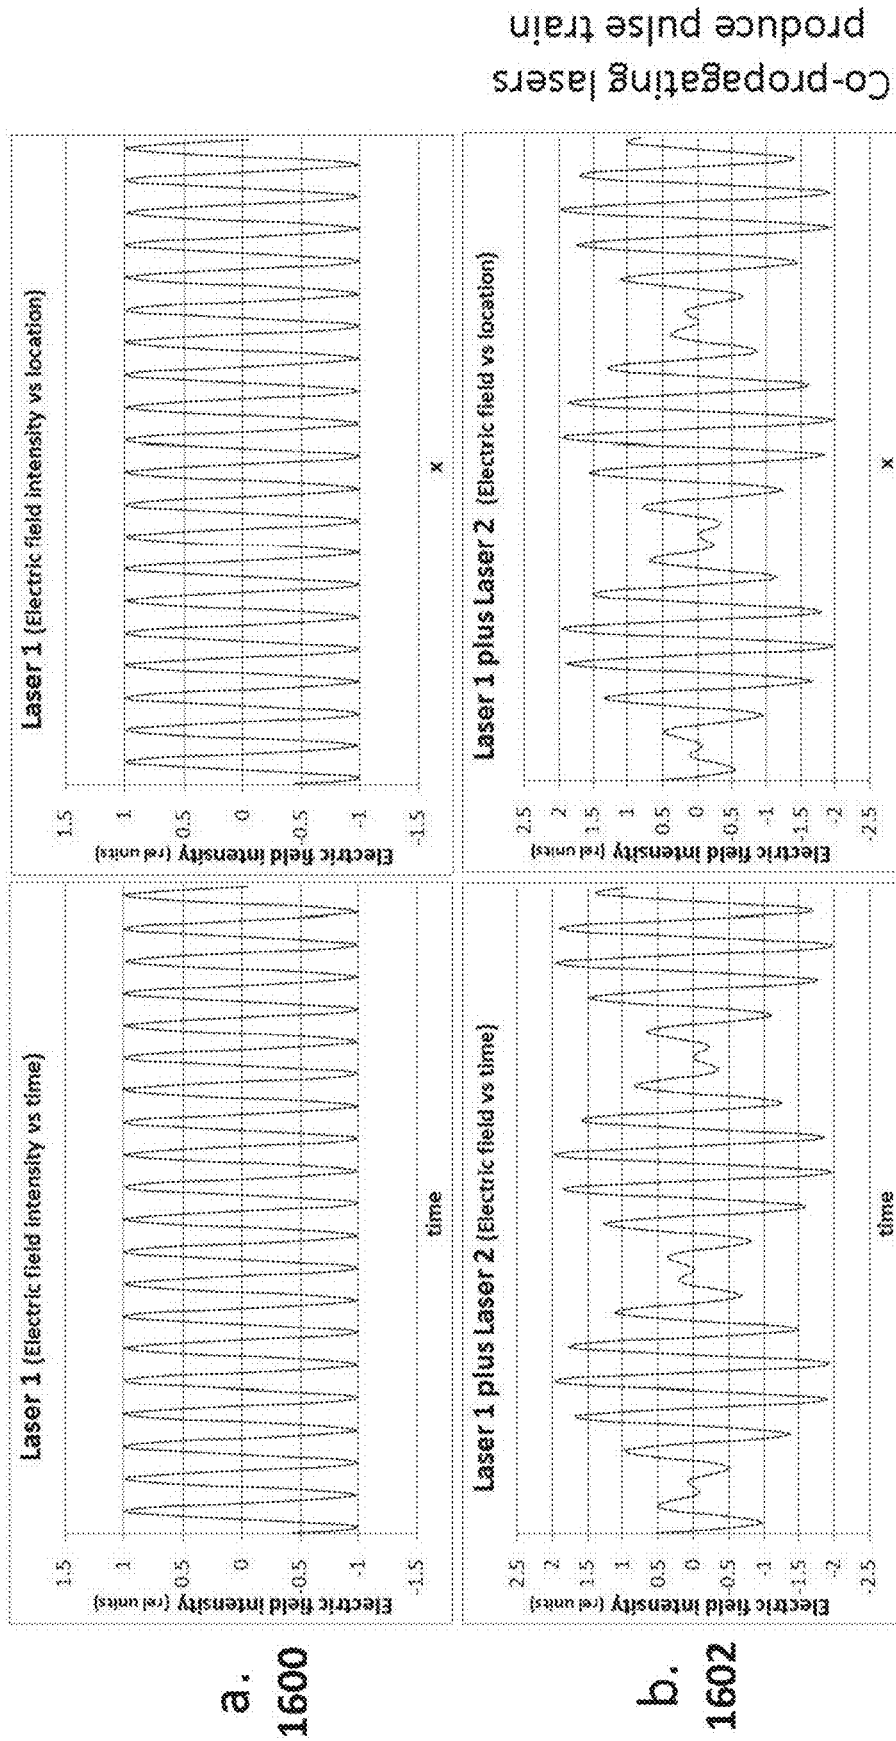 a.
1600
Laser 1 (Electric field intensity vs time)
Electric field intensity (rel units)
1.5
1
0.5
0
-0.5
-1
-1.5
time
Laser 1 (Electric field intensity vs location)
Electric field intensity (rel units)
1.5
1
0.5
0
-0.5
-1
-1.5
x
b.
1602
Laser 1 plus Laser 2 (Electric field vs time)
Electric field intensity (rel units)
2.5
2
1.5
1
0.5
0
-0.5
-1
-1.5
-2
-2.5
time
Laser 1 plus Laser 2 (Electric field vs location)
Electric field intensity (rel units)
2.5
2
1.5
1
0.5
0
-0.5
-1
-1.5
-2
-2.5
x
Co-propagating lasers
produce pulse train